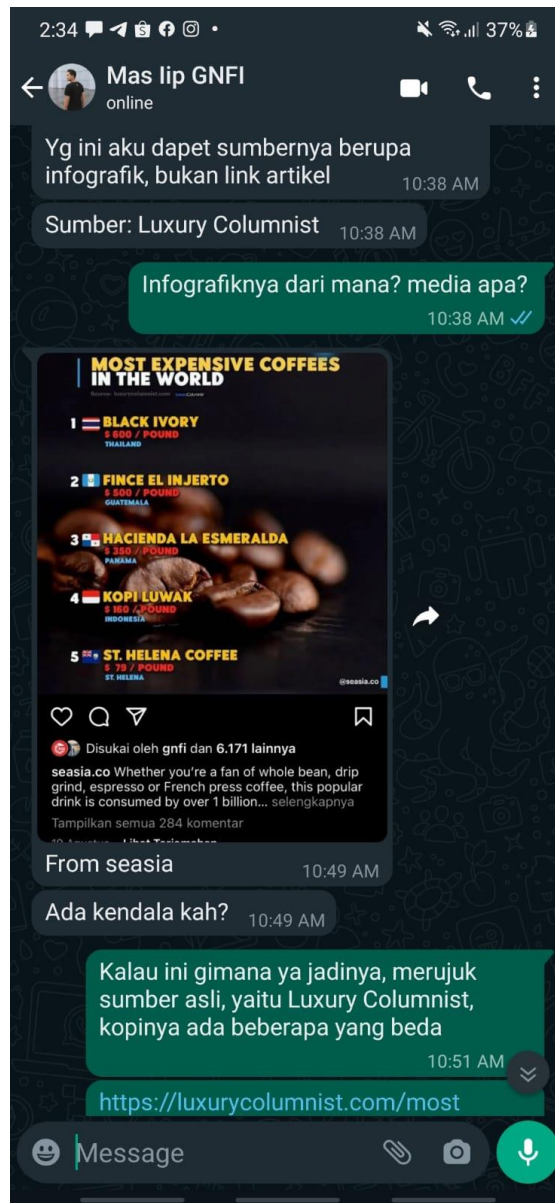 2:34
37%
Mas Iip GNFI
online
Yg ini aku dapet sumbernya berupa
infografik, bukan link artikel
10:38 AM
Sumber: Luxury Columnist
10:38 AM
Infografiknya dari mana? media apa?
10:38 AM
MOST EXPENSIVE COFFEES
IN THE WORLD
1 BLACK IVORY
$ 600 / POUND
THAILAND
2 FINCE EL INJERTO
$ 500 / POUND
GUATEMALA
3 HACIENDA LA ESMERALDA
$ 350 / POUND
PANAMA
4 KOPI LUWAK
$ 160 / POUND
INDONESIA
5 ST. HELENA COFFEE
$ 79 / POUND
ST. HELENA
@seasia.co
Disukai oleh gnfi dan 6.171 lainnya
seasia.co Whether you're a fan of whole bean, drip
grind, espresso or French press coffee, this popular
drink is consumed by over 1 billion... selengkapnya
Tampilkan semua 284 komentar
From seasia
10:49 AM
Ada kendala kah?
10:49 AM
Kalau ini gimana ya jadinya, merujuk
sumber asli, yaitu Luxury Columnist,
kopinya ada beberapa yang beda
10:51 AM
https://luxurycolumnist.com/most
Message